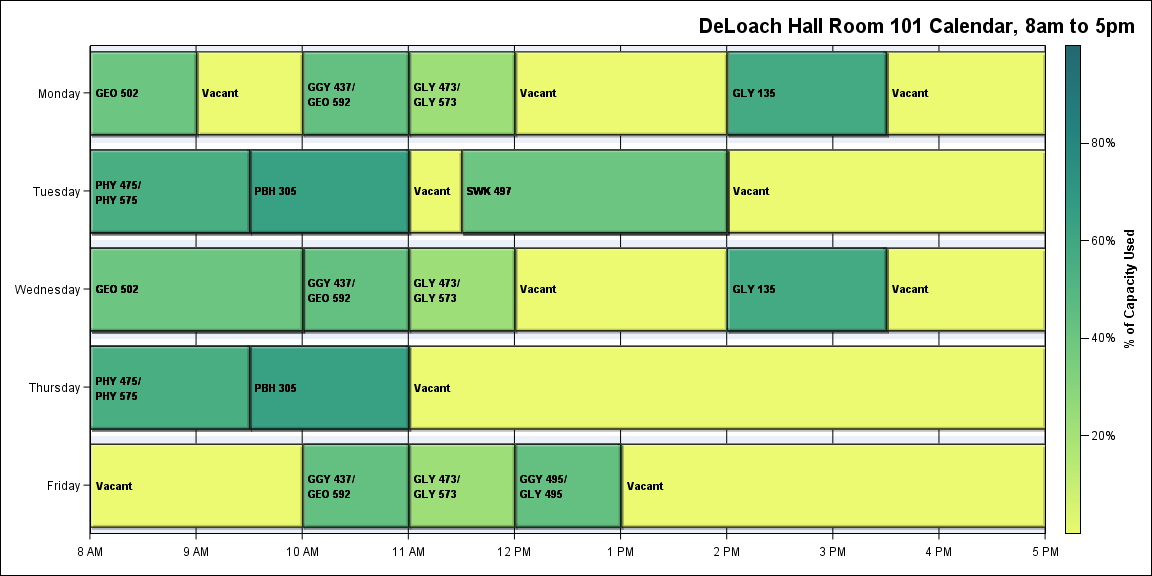 DeLoach Hall Room 101 Calendar, 8am to 5pm
Monday
GEO 502
Vacant
GGY 437/
GEO 592
GLY 473/
GLY 573
Vacant
GLY 135
Vacant
Tuesday
PHY 475/
PHY 575
PBH 305
Vacant
SWK 497
Vacant
Wednesday
GEO 502
GGY 437/
GEO 592
GLY 473/
GLY 573
Vacant
GLY 135
Vacant
Thursday
PHY 475/
PHY 575
PBH 305
Vacant
Friday
Vacant
GGY 437/
GEO 592
GLY 473/
GLY 573
GGY 495/
GLY 495
Vacant
8 AM
9 AM
10 AM
11 AM
12 PM
1 PM
2 PM
3 PM
4 PM
5 PM
80%
60%
40%
20%
% of Capacity Used